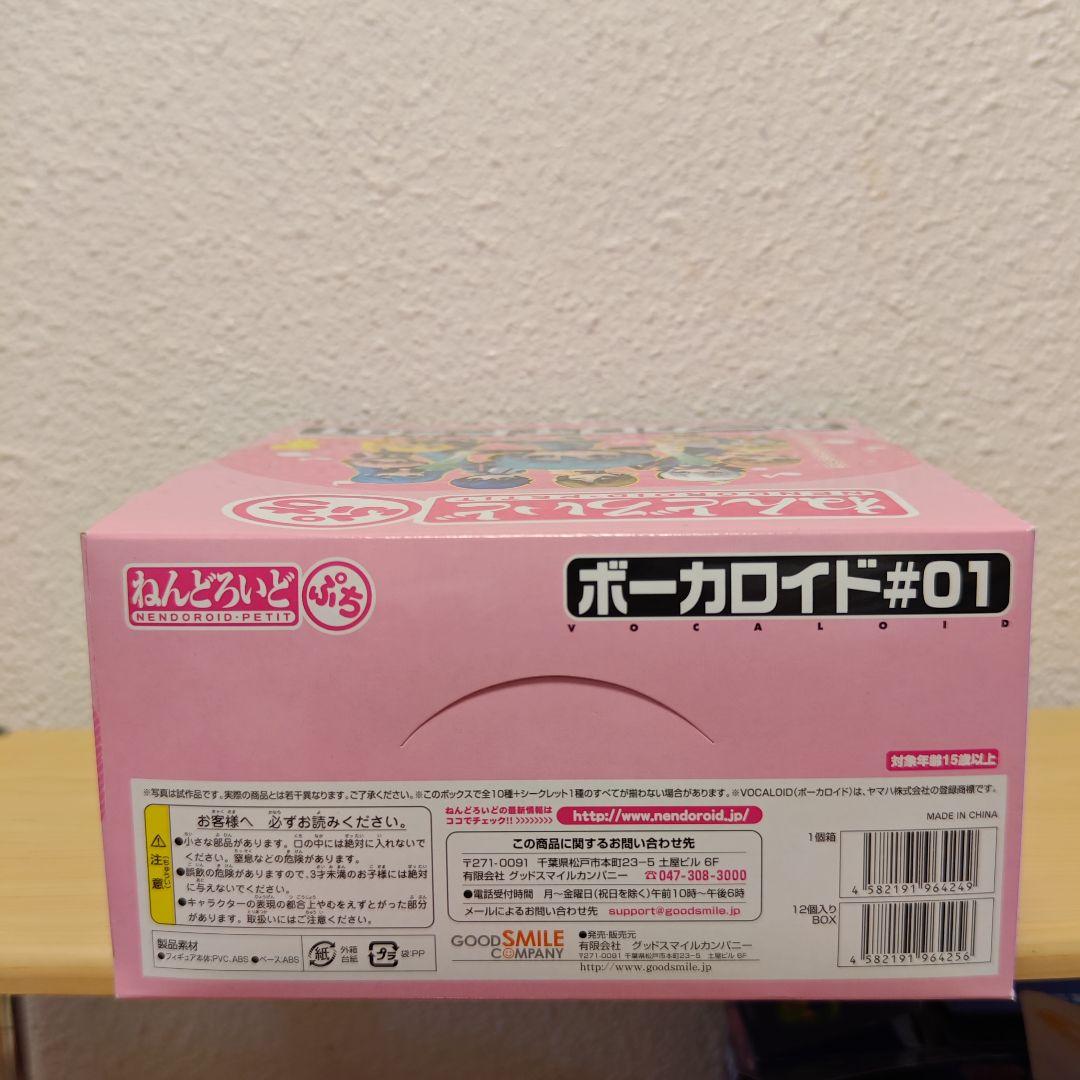 ねんどろいど
NENDOROID・PETIT
ぷち
ねんどろいど
NENDOROID・PETIT
ぷち
ボーカロイド#01
VOCALOID
対象年齢15歳以上
※写真は試作品です。実際の商品とは若干異なります。ご了承ください。※このボックスで全10種+シークレット1種のすべてが揃わない場合があります。※VOCALOID(ボーカロイド)は、ヤマハ株式会社の登録商標です。
MADE IN CHINA
注意
お客様へ 必ずお読みください。
●小さな部品があります。口の中には絶対に入れないで
ください。窒息などの危険があります。
●誤飲の危険がありますので、3才未満のお子様には絶対
に与えないでください。
●キャラクターの表現の都合上やむをえずとがった部分
があります。取扱いにはご注意ください。
製品素材
●フィギュア本体:PVC、ABS ●ベース:ABS
紙
外箱
台紙
プラ
袋:PP
ねんどろいどの最新情報は
ココでチェック!! >>>>>>>>
http://www.nendoroid.jp/
この商品に関するお問い合わせ先
〒271-0091 千葉県松戸市本町23-5 土屋ビル 6F
有限会社 グッドスマイルカンパニー ☎047-308-3000
●電話受付時間 月~金曜日(祝日を除く)午前10時~午後6時
メールによるお問い合わせ先 support@goodsmile.jp
GOOD SMILE
COMPANY
●発売・販売元
有限会社 グッドスマイルカンパニー
〒271-0091 千葉県松戸市本町23-5 土屋ビル 6F
http://www.goodsmile.jp
1個箱
4 582191 964249
12個入り
BOX
4 582191 964256